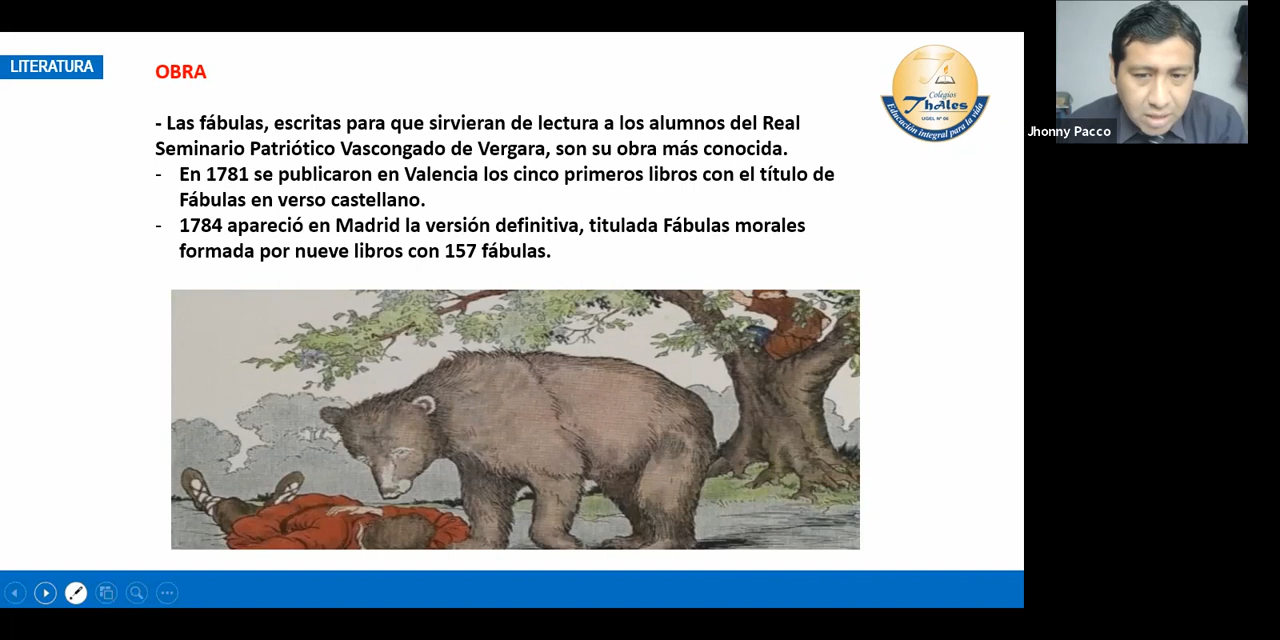 LITERATURA
OBRA
- Las fábulas, escritas para que sirvieran de lectura a los alumnos del Real
Seminario Patriótico Vascongado de Vergara, son su obra más conocida.
- En 1781 se publicaron en Valencia los cinco primeros libros con el título de
Fábulas en verso castellano.
- 1784 apareció en Madrid la versión definitiva, titulada Fábulas morales
formada por nueve libros con 157 fábulas.
Colegios
Thales
UGEL Nº 06
Educación integral para la vida
Jhonny Pacco